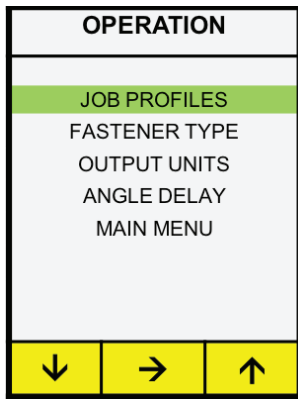 OPERATION
JOB PROFILES
FASTENER TYPE
OUTPUT UNITS
ANGLE DELAY
MAIN MENU